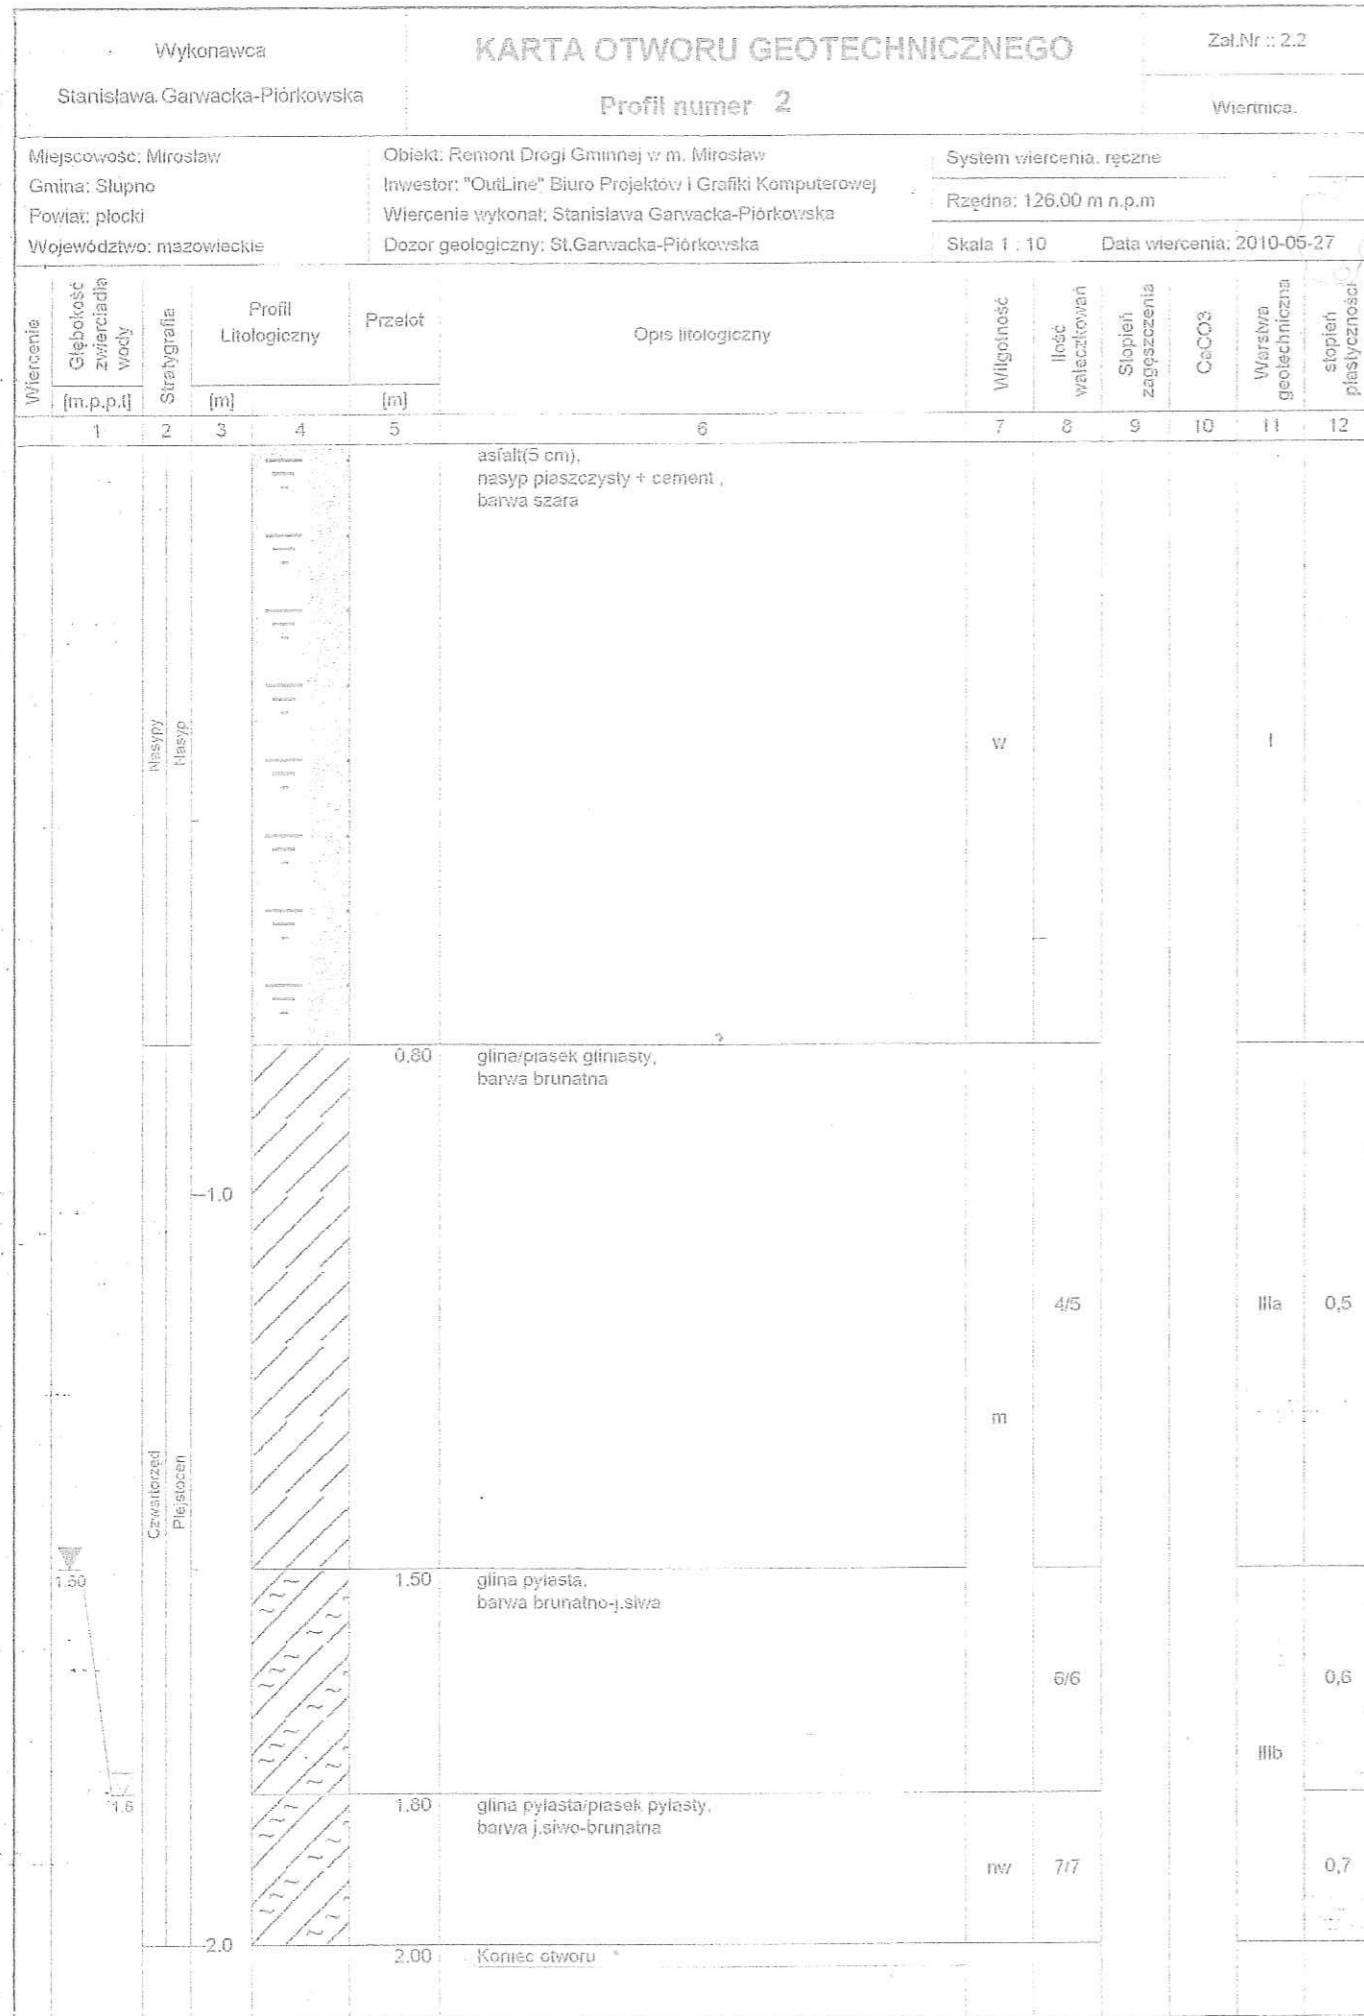 Wykonawca
Stanisława Garwacka-Piórkowska
KARTA OTWORU GEOTECHNICZNEGO
Profil numer 2
Zał.Nr :: 2.2
Wiertnica.
Miejscowość: Mirosław
Gmina: Słupno
Powiat: płocki
Województwo: mazowieckie
Obiekt: Remont Drogi Gminnej w m. Mirosław
Inwestor: "OutLine" Biuro Projektów i Grafiki Komputerowej
Wiercenie wykonał: Stanisława Garwacka-Piórkowska
Dozór geologiczny: St.Garwacka-Piórkowska
System wiercenia: ręczne
Rzędna: 126.00 m n.p.m
Skala 1 : 10 Data wiercenia: 2010-05-27
Wiercenie
Głębokość zwierciadła wody
[m.p.p.t]
Stratygrafia
Profil Litologiczny
[m]
Przelot
[m]
Opis litologiczny
Wilgotność
Ilość wałeczkowań
Stopień zagęszczenia
CaCO3
Warstwa geotechniczna
stopień plastyczności
1 2 3 4 5 6 7 8 9 10 11 12
asfalt(5 cm),
nasyp piaszczysty + cement ,
barwa szara
Nasypy
Nasyp
w I
0.80 glina/piasek gliniasty,
barwa brunatna
1.0
4/5 IIIa 0,5
m
Czwartorzęd
Plejstocen
1.50
1.50 glina pylasta,
barwa brunatno-j.siwa
6/6 0,6
IIIb
1.8
1.80 glina pylasta/piasek pylasty,
barwa j.siwo-brunatna
nw 7/7 0,7
2.0
2.00 Koniec otworu